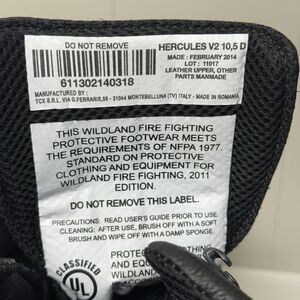 DO NOT REMOVE
HERCULES V2 10,5 D
MADE : FEBRUARY 2014
LOT : 11017
LEATHER UPPER, OTHER
PARTS MANMADE
611302140318
MANUFACTURED BY :
TCX S.R.L. VIA G.FERRARIS,58 - 31044 MONTEBELLUNA (TV) ITALY - MADE IN ROMANIA
THIS WILDLAND FIRE FIGHTING
PROTECTIVE FOOTWEAR MEETS
THE REQUIREMENTS OF NFPA 1977.
STANDARD ON PROTECTIVE
CLOTHING AND EQUIPMENT FOR
WILDLAND FIRE FIGHTING, 2011
EDITION.
DO NOT REMOVE THIS LABEL.
PRECAUTIONS: READ USER'S GUIDE PRIOR TO USE.
CLEANING: AFTER USE, BRUSH OFF WITH A SOFT
BRUSH AND WIPE OFF WITH A DAMP SPONGE.
CLASSIFIED
UL
PROTECTIVE
AND EQUIPM
WILDLAND